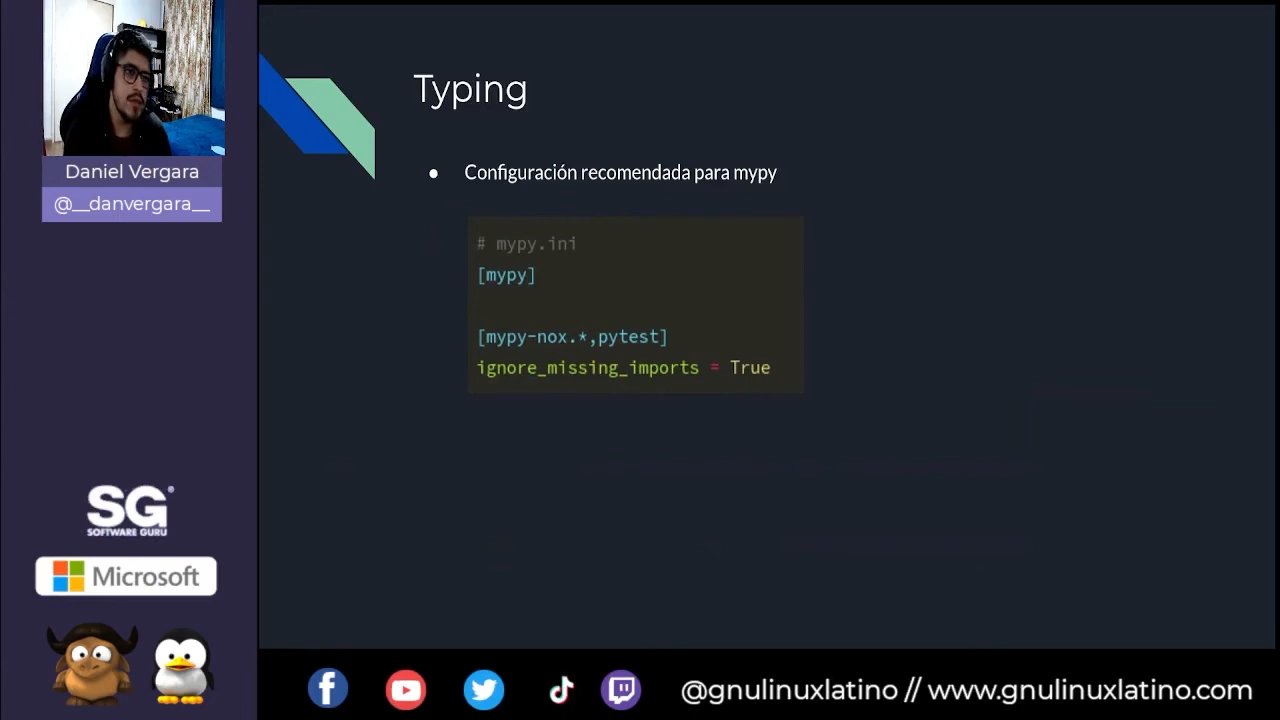 Daniel Vergara
@__danvergara__
SG
SOFTWARE GURU
Microsoft
Typing
● Configuración recomendada para mypy
# mypy.ini
[mypy]
[mypy-nox.*,pytest]
ignore_missing_imports = True
@gnulinuxlatino // www.gnulinuxlatino.com